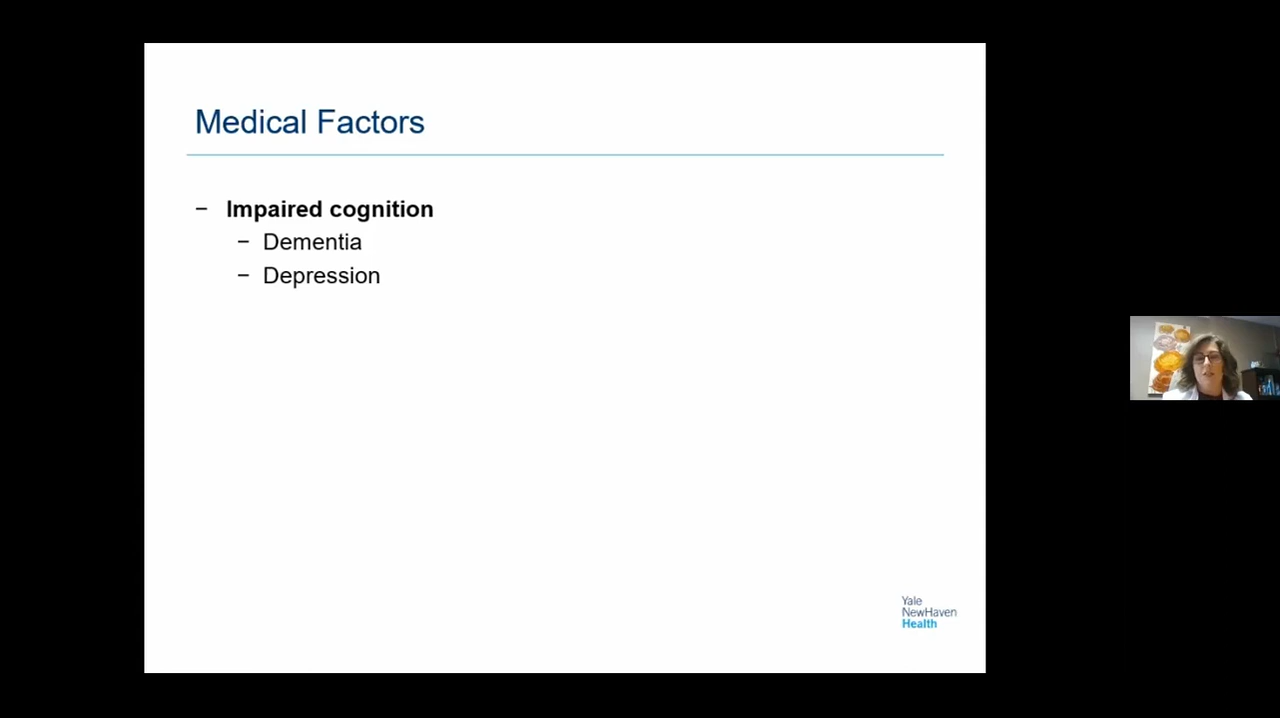 Medical Factors
− Impaired cognition
− Dementia
− Depression
Yale
NewHaven
Health